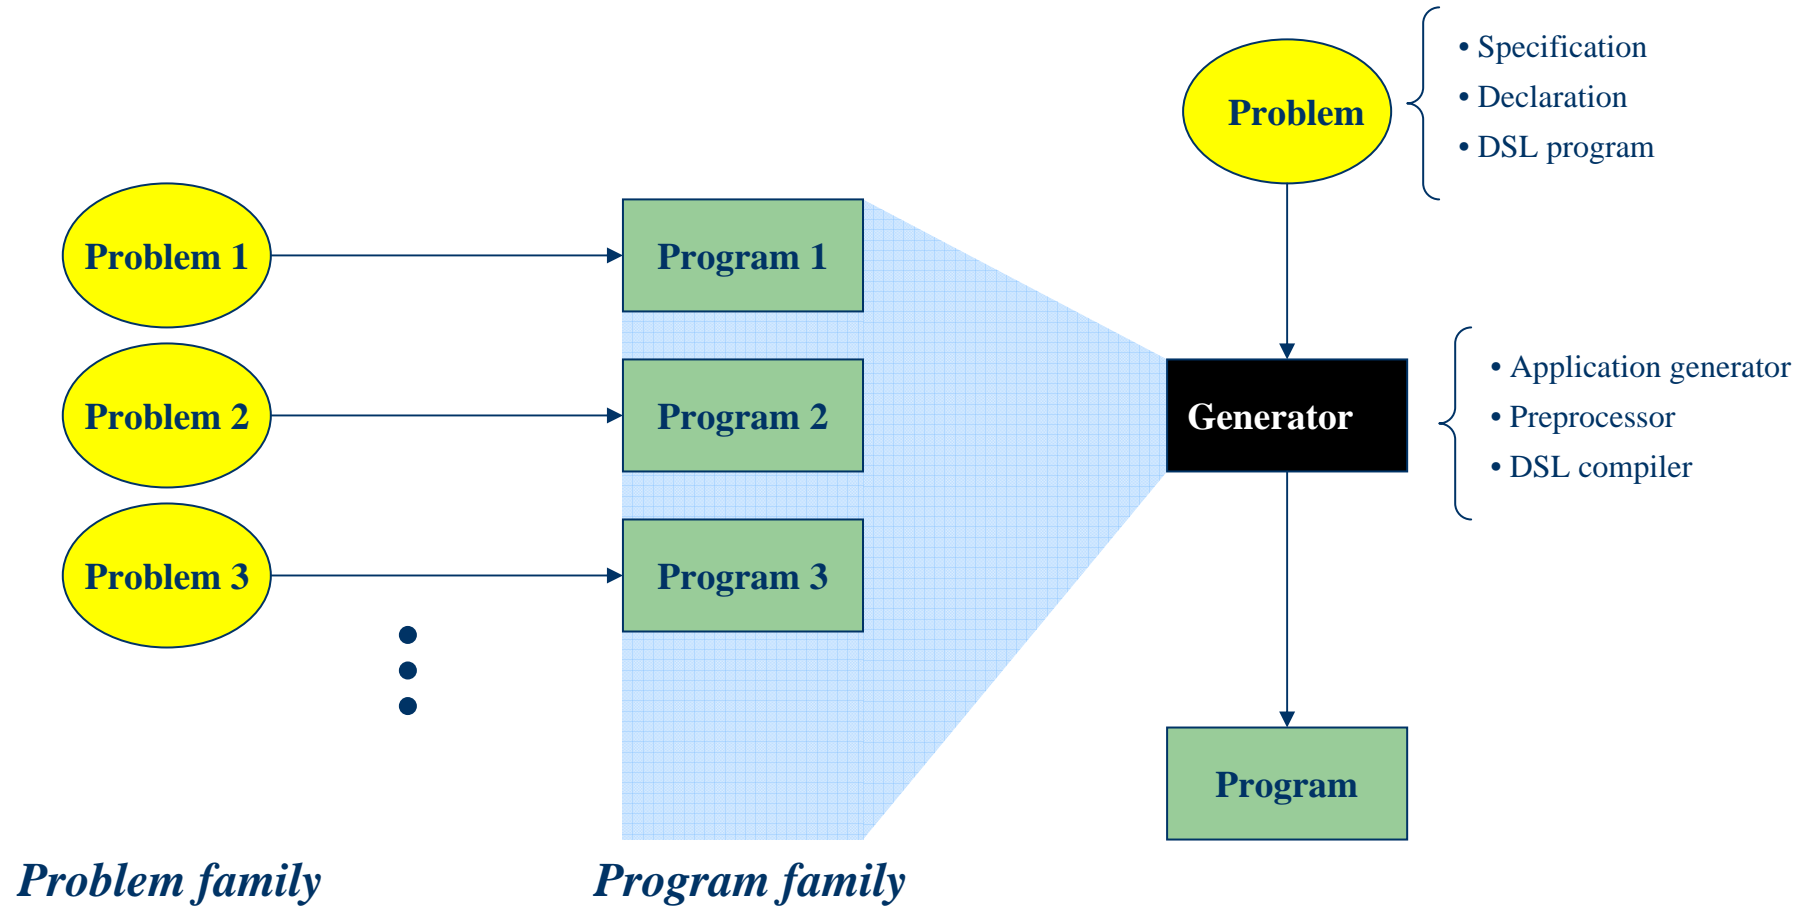 Problem
• Specification
• Declaration
• DSL program
Problem 1
Program 1
Problem 2
Program 2
Generator
• Application generator
• Preprocessor
• DSL compiler
Problem 3
Program 3
Program
Problem family
Program family